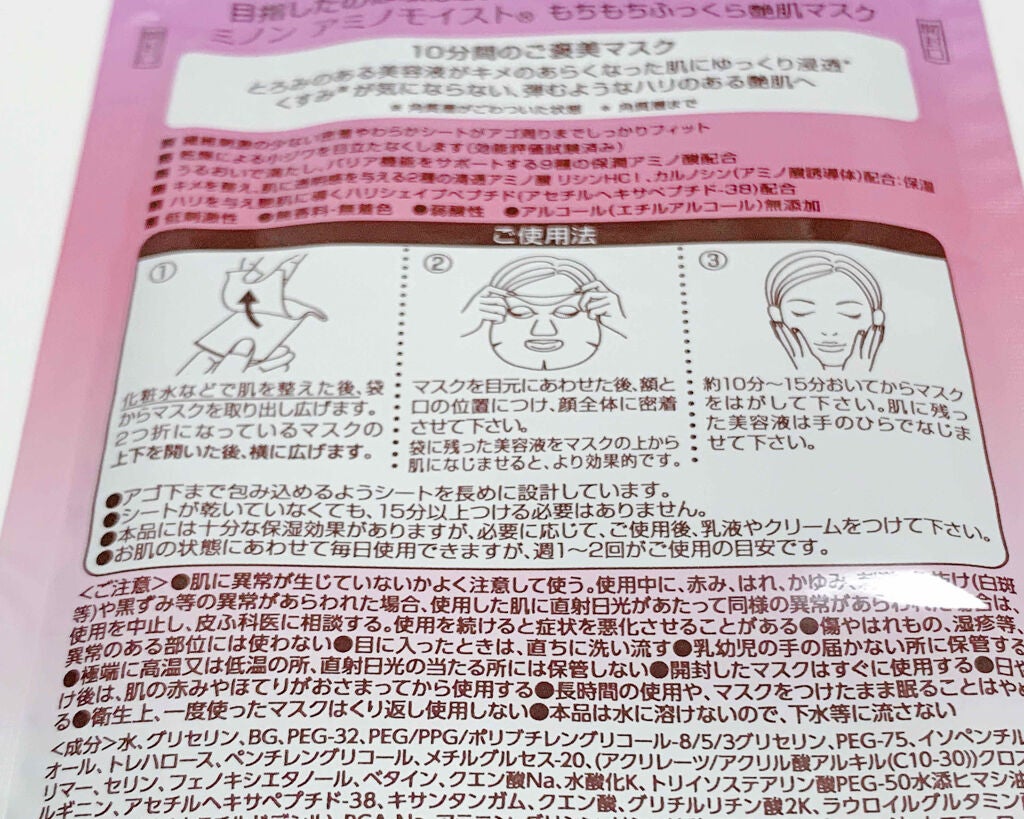 目指したの
ミノン アミノモイスト® もちもちふっくら艶肌マスク
10分間のご褒美マスク
とろみのある美容液がキメのあらくなった肌にゆっくり浸透*
くすみ*が気にならない、弾むようなハリのある艶肌へ
* 角質層がごわついた状態 * 角質層まで
やわらかシートがアゴ周りまでしっかりフィット
■ 乾燥による小ジワを目立たなくします(効能評価試験済み)
■ うるおいで満たし、バリア機能をサポートする9種の保潤アミノ酸配合
■ キメを整え、肌に透明感を与える2種の清透アミノ酸 リシンHCl、カルノシン(アミノ酸誘導体)配合:保湿
■ ハリを与え艶肌に導くハリシェイプペプチド(アセチルヘキサペプチド-38)配合
■ 低刺激性 ●無香料・無着色 ●弱酸性 ●アルコール(エチルアルコール)無添加
ご使用法
①
化粧水などで肌を整えた後、袋
からマスクを取り出し広げます。
2つ折になっているマスクの
上下を開いた後、横に広げます。
②
マスクを目元にあわせた後、額と
口の位置につけ、顔全体に密着
させて下さい。
袋に残った美容液をマスクの上から
肌になじませると、より効果的です。
③
約10分〜15分おいてからマスク
をはがして下さい。肌に残っ
た美容液は手のひらでなじま
せて下さい。
●アゴ下まで包み込めるようシートを長めに設計しています。
●シートが乾いていなくても、15分以上つける必要はありません。
●本品には十分な保湿効果がありますが、必要に応じて、ご使用後、乳液やクリームをつけて下さい。
●お肌の状態にあわせて毎日使用できますが、週1〜2回がご使用の目安です。
<ご注意>●肌に異常が生じていないかよく注意して使う。使用中に、赤み、はれ、かゆみ、刺激、色抜け(白斑
等)や黒ずみ等の異常があらわれた場合、使用した肌に直射日光があたって同様の異常があらわれた場合は、
使用を中止し、皮ふ科医に相談する。使用を続けると症状を悪化させることがある●傷やはれもの、湿疹等、
異常のある部位には使わない●目に入ったときは、直ちに洗い流す●乳幼児の手の届かない所に保管する
●極端に高温又は低温の所、直射日光の当たる所には保管しない●開封したマスクはすぐに使用する●日や
け後は、肌の赤みやほてりがおさまってから使用する●長時間の使用や、マスクをつけたまま眠ることはやめ
る●衛生上、一度使ったマスクはくり返し使用しない●本品は水に溶けないので、下水等に流さない
<成分>水、グリセリン、BG、PEG-32、PEG/PPG/ポリブチレングリコール-8/5/3グリセリン、PEG-75、イソペンチル
オール、トレハロース、ペンチレングリコール、メチルグルセス-20、(アクリレーツ/アクリル酸アルキル(C10-30))クロス
リマー、セリン、フェノキシエタノール、ベタイン、クエン酸Na、水酸化K、トリイソステアリン酸PEG-50水添ヒマシ油
ルギニン、アセチルヘキサペプチド-38、キサンタンガム、クエン酸、グリチルリチン酸2K、ラウロイルグルタミン